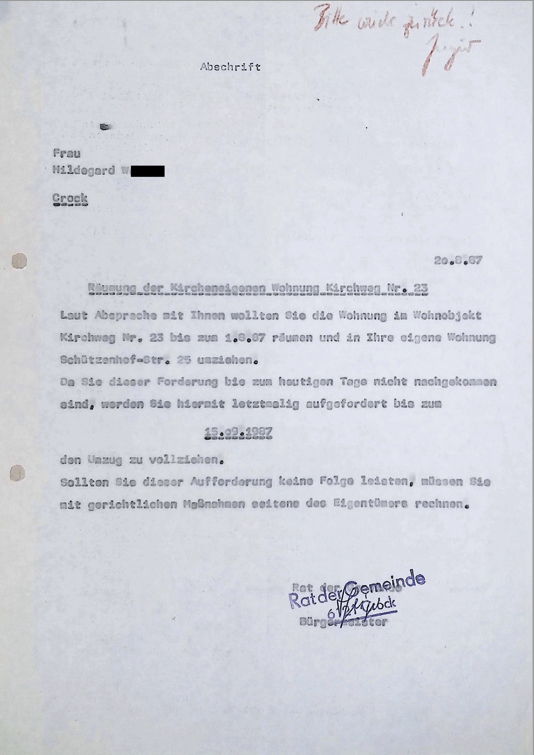 Bitte wieder zurück!
Abschrift
Frau
Hildegard W
Crock
20.8.87
Räumung der Kircheneigenen Wohnung Kirchweg Nr. 23
Laut Absprache mit Ihnen wollten Sie die Wohnung im Wohnobjekt
Kirchweg Nr. 23 bis zum 1.8.87 räumen und in Ihre eigene Wohnung
Schützenhof-Str. 25 umziehen.
Da Sie dieser Forderung bis zum heutigen Tage nicht nachgekommen
sind, werden Sie hiermit letztmalig aufgefordert bis zum
15.09.1987
den Umzug zu vollziehen.
Sollten Sie dieser Aufforderung keine Folge leisten, müssen Sie
mit gerichtlichen Maßnahmen seitens des Eigentümers rechnen.
Rat der Gemeinde
Rat der Gemeinde
Bürgermeister